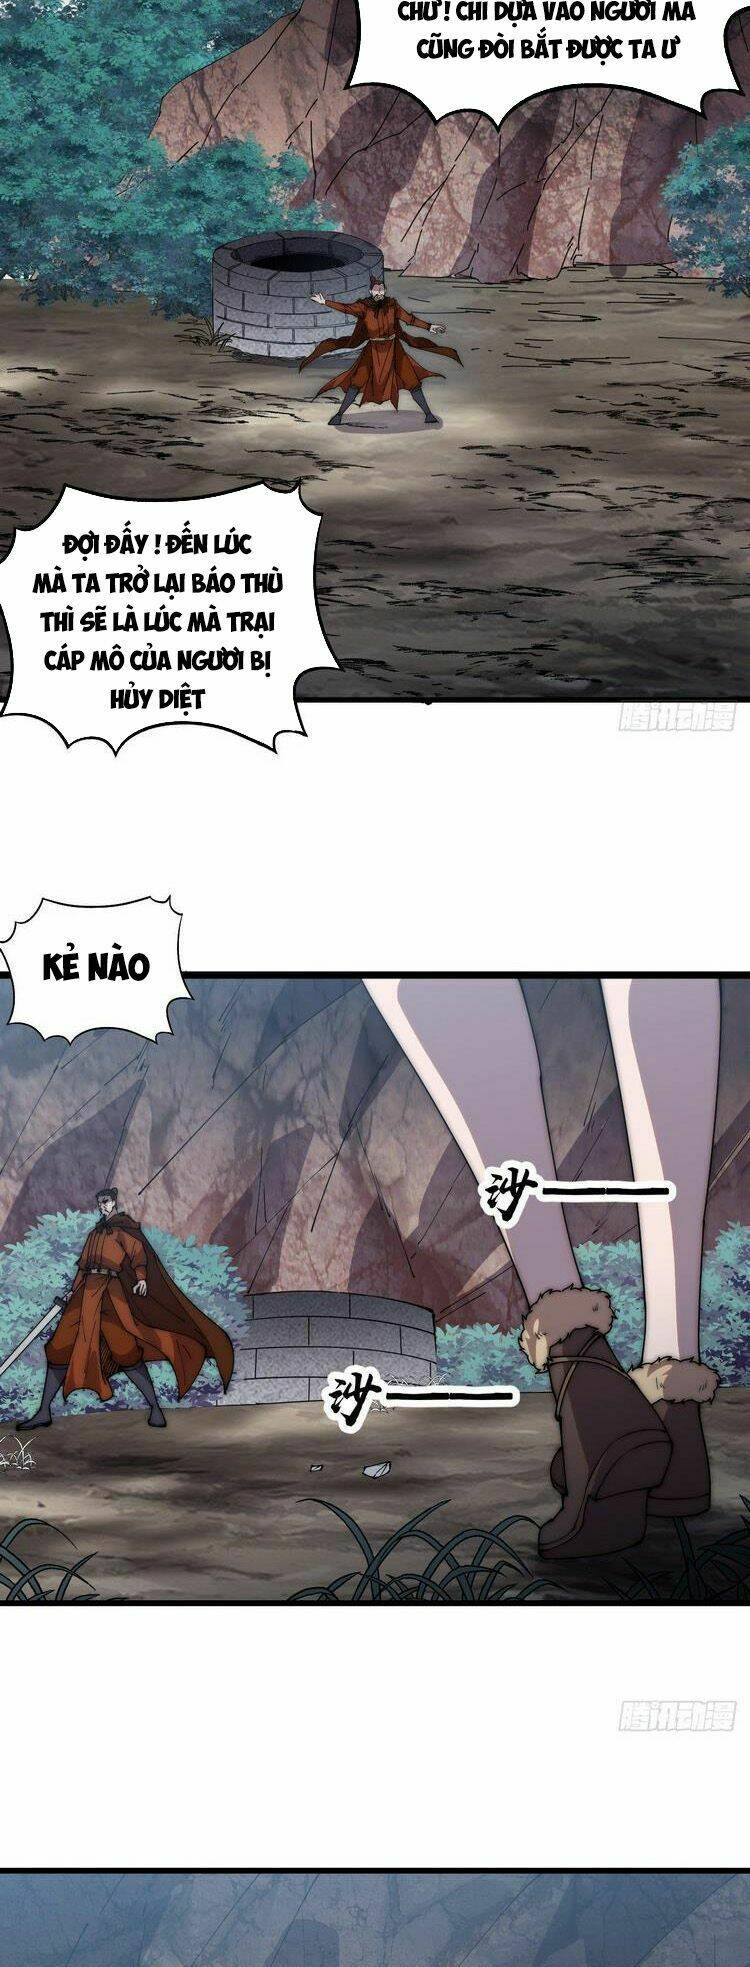 CHỨ! CHỈ DỰA VÀO NGƯƠI MÀ
CŨNG ĐÒI BẮT ĐƯỢC TA Ư
ĐỢI ĐẤY! ĐẾN LÚC
MÀ TA TRỞ LẠI BÁO THÙ
THÌ SẼ LÀ LÚC MÀ TRẠI
CÁP MÔ CỦA NGƯƠI BỊ
HỦY DIỆT
腾讯动漫
KẺ NÀO
沙——
沙——
腾讯动漫